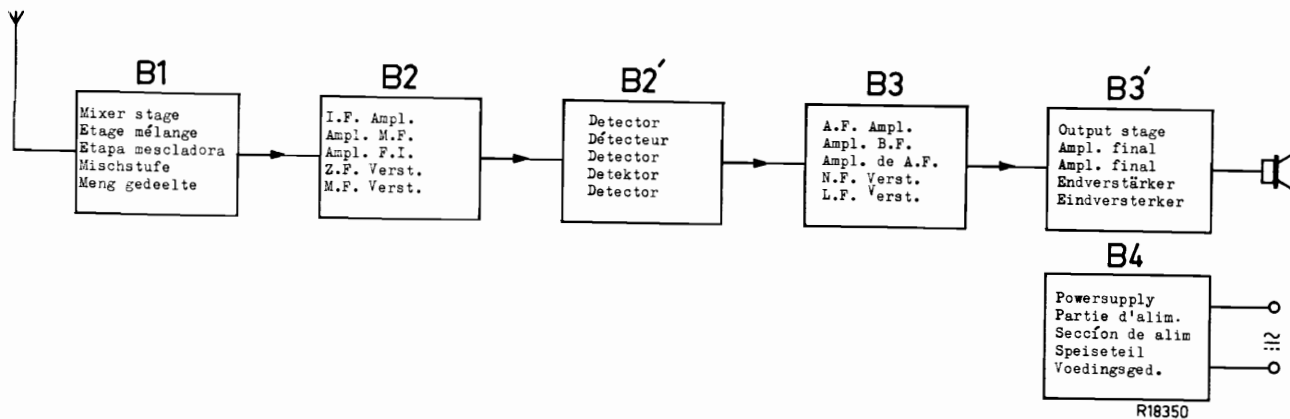 B1
Mixer stage
Etage mélange
Etapa mescladora
Mischstufe
Meng gedeelte
B2
I.F. Ampl.
Ampl. M.F.
Ampl. F.I.
Z.F. Verst.
M.F. Verst.
B2′
Detector
Détecteur
Detector
Detektor
Detector
B3
A.F. Ampl.
Ampl. B.F.
Ampl. de A.F.
N.F. Verst.
L.F. Verst.
B3′
Output stage
Ampl. final
Ampl. final
Endverstärker
Eindversterker
B4
Powersupply
Partie d'alim.
Seccíon de alim
Speiseteil
Voedingsged.
R18350